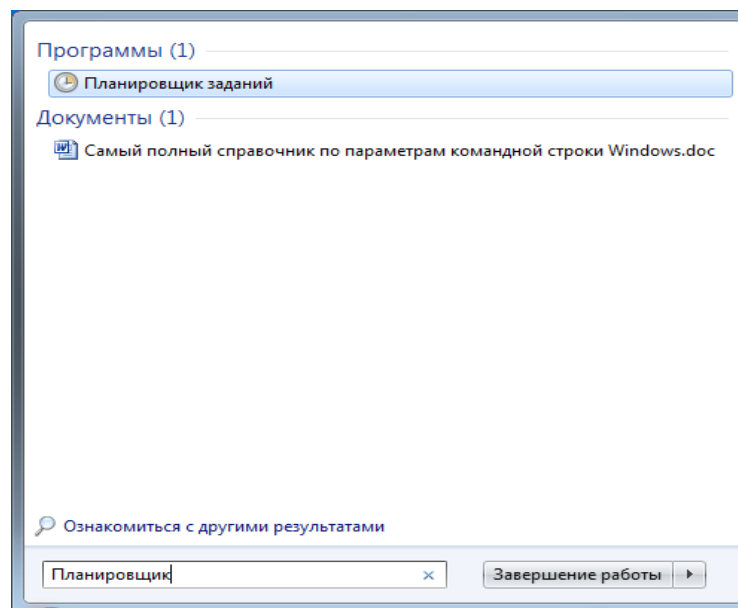 Программы (1)
Планировщик заданий
Документы (1)
Самый полный справочник по параметрам командной строки Windows.doc
Ознакомиться с другими результатами
Планировщик
Завершение работы